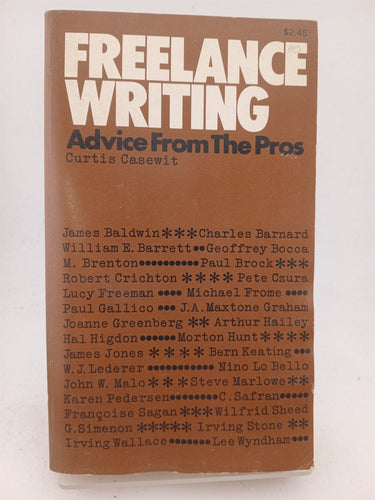 $2.45
FREELANCE
WRITING
Advice From The Pros
Curtis Casewit
James Baldwin***Charles Barnard
William E. Barrett●●Geoffrey Bocca
M. Brenton●●●●●●●●●●Paul Brock***
Robert Crichton****Pete Czura
Lucy Freeman●●●●Michael Frome●●●●
Paul Gallico●●●J.A. Maxtone Graham
Joanne Greenberg**Arthur Hailey
Hal Higdon●●●●●●Morton Hunt****
James Jones****Bern Keating●●●
W.J. Lederer●●●●●●●●●●●Nino Lo Bello
John W. Malo***Steve Marlowe**
Karen Pedersen●●●●●●●●C. Safran●●●●●
Françoise Sagan***Wilfrid Sheed
G. Simenon*****Irving Stone**
Irving Wallace●●●●●●●Lee Wyndham●●●